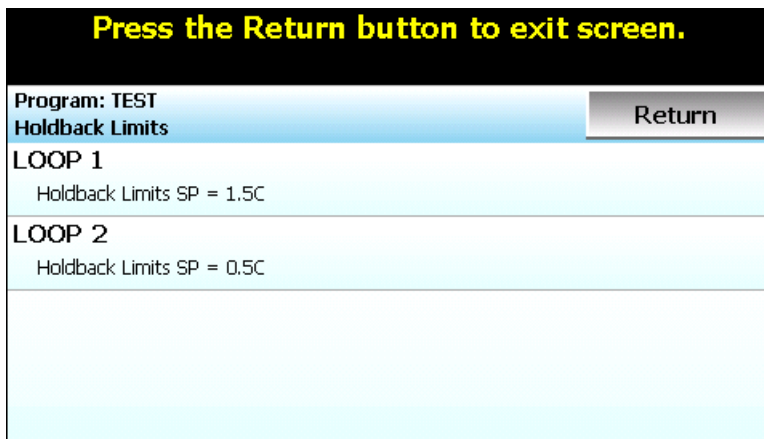 Press the Return button to exit screen.
Program: TEST
Holdback Limits
Return
LOOP 1
Holdback Limits SP = 1.5C
LOOP 2
Holdback Limits SP = 0.5C